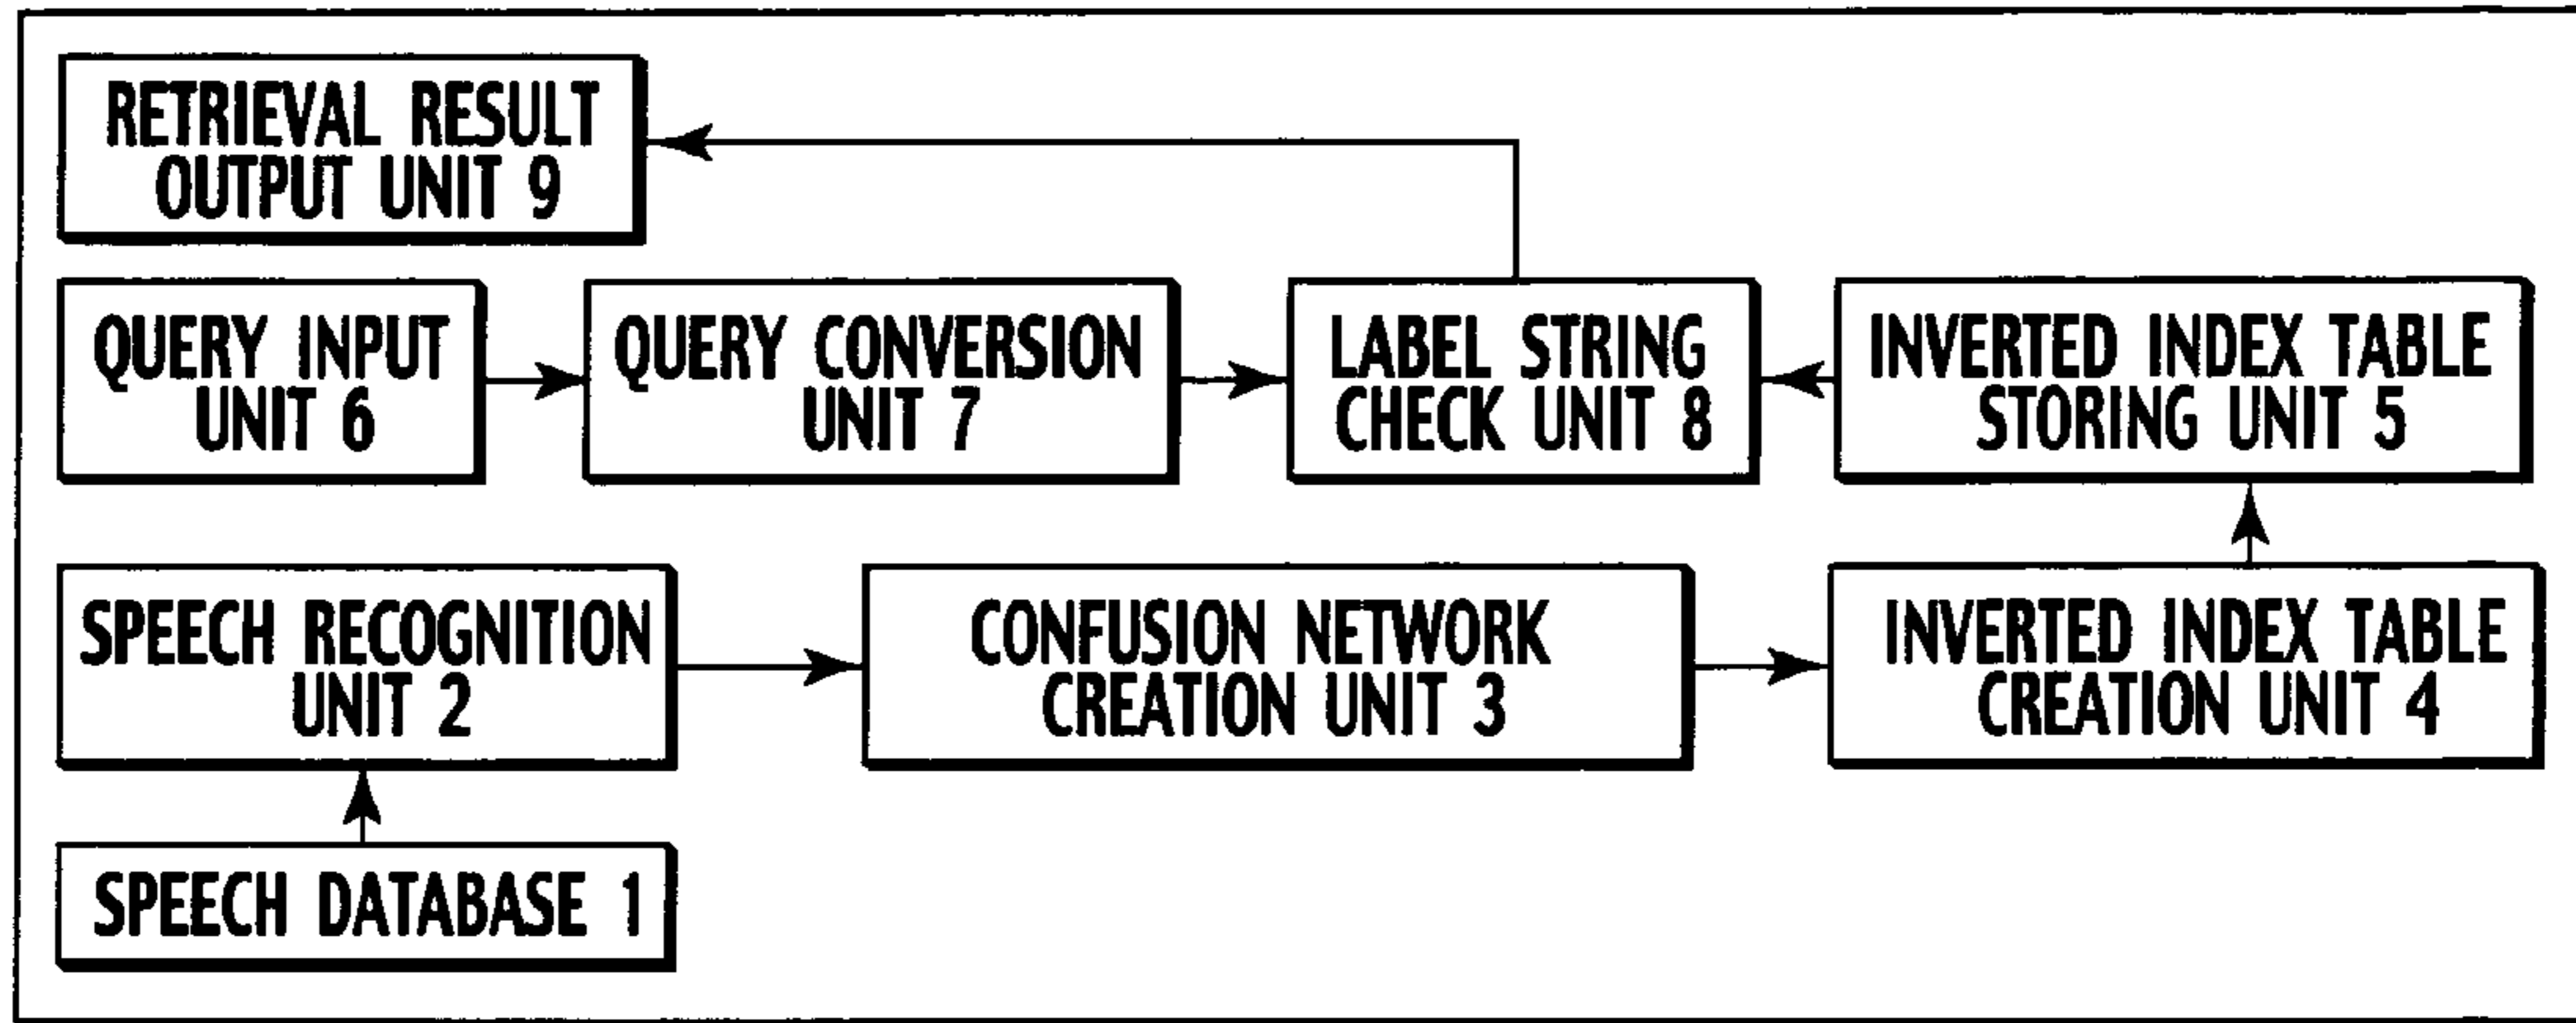 RETRIEVAL RESULT
OUTPUT UNIT 9
QUERY INPUT
UNIT 6
QUERY CONVERSION
UNIT 7
LABEL STRING
CHECK UNIT 8
INVERTED INDEX TABLE
STORING UNIT 5
SPEECH RECOGNITION
UNIT 2
CONFUSION NETWORK
CREATION UNIT 3
INVERTED INDEX TABLE
CREATION UNIT 4
SPEECH DATABASE 1